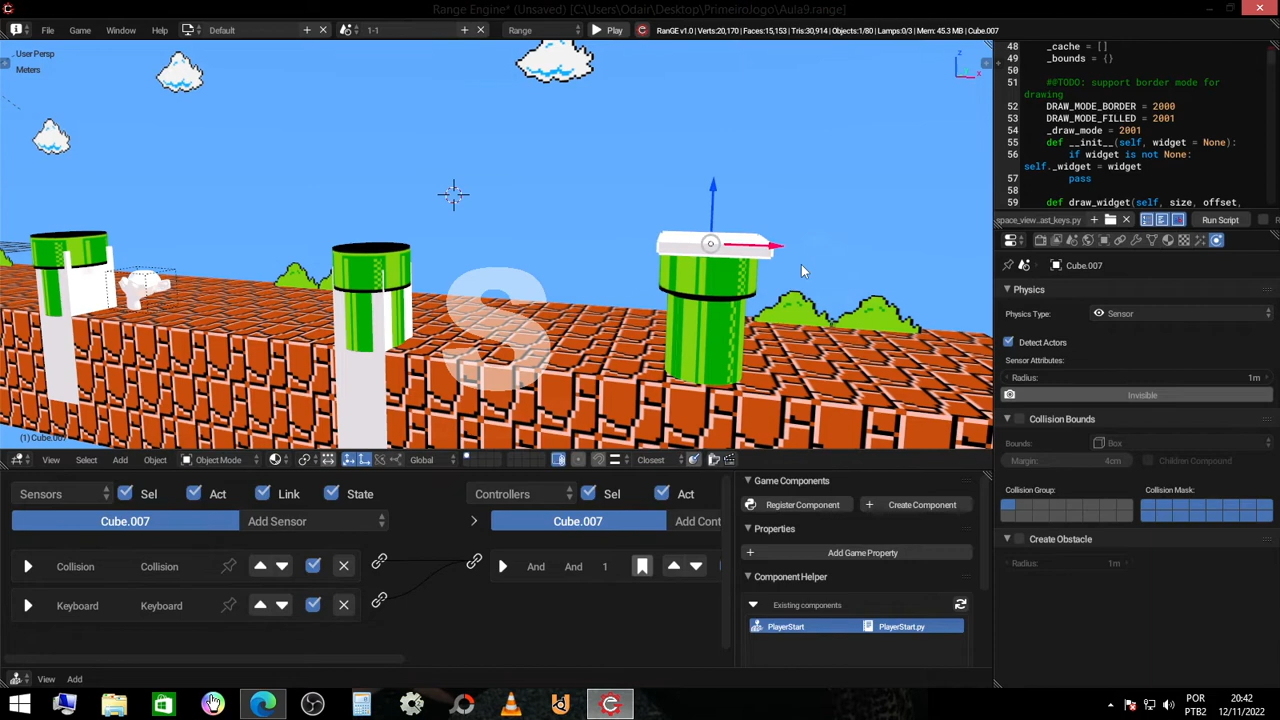 Range Engine* (Unsaved) [C:\Users\Odair\Desktop\PrimeiroJogo\Aula9.range]
File Game Window Help Default 1-1 Range Play RanGE v1.0 | Verts:20,170 | Faces:15,153 | Tris:30,914 | Objects:1/80 | Lamps:0/3 | Mem: 45.3 MB | Cube.007
User Persp
Meters
z
x
S
(1) Cube.007
View Select Add Object Object Mode Global Closest
48 _cache = []
49 _bounds = {}
50
51 ##TODO: support border mode for
drawing
52 DRAW_MODE_BORDER = 2000
53 DRAW_MODE_FILLED = 2001
54 _draw_mode = 2001
55 def __init__(self, widget = None):
56 if widget is not None:
self._widget = widget
57 pass
58
59 def draw_widget(self, size, offset,
space_view_ast_keys.py Run Script
Cube.007
Physics
Physics Type: Sensor
Detect Actors
Sensor Attributes:
Radius: 1m
Invisible
Collision Bounds
Bounds: Box
Margin: 4cm Children Compound
Collision Group: Collision Mask:
Create Obstacle
Radius: 1m
Sensors Sel Act Link State Controllers Sel Act
Cube.007 Add Sensor Cube.007 Add Cont
Collision Collision And And 1
Keyboard Keyboard
View Add
Game Components
Register Component Create Component
Properties
Add Game Property
Component Helper
Existing components
PlayerStart PlayerStart.py
POR
PTB2
20:42
12/11/2022